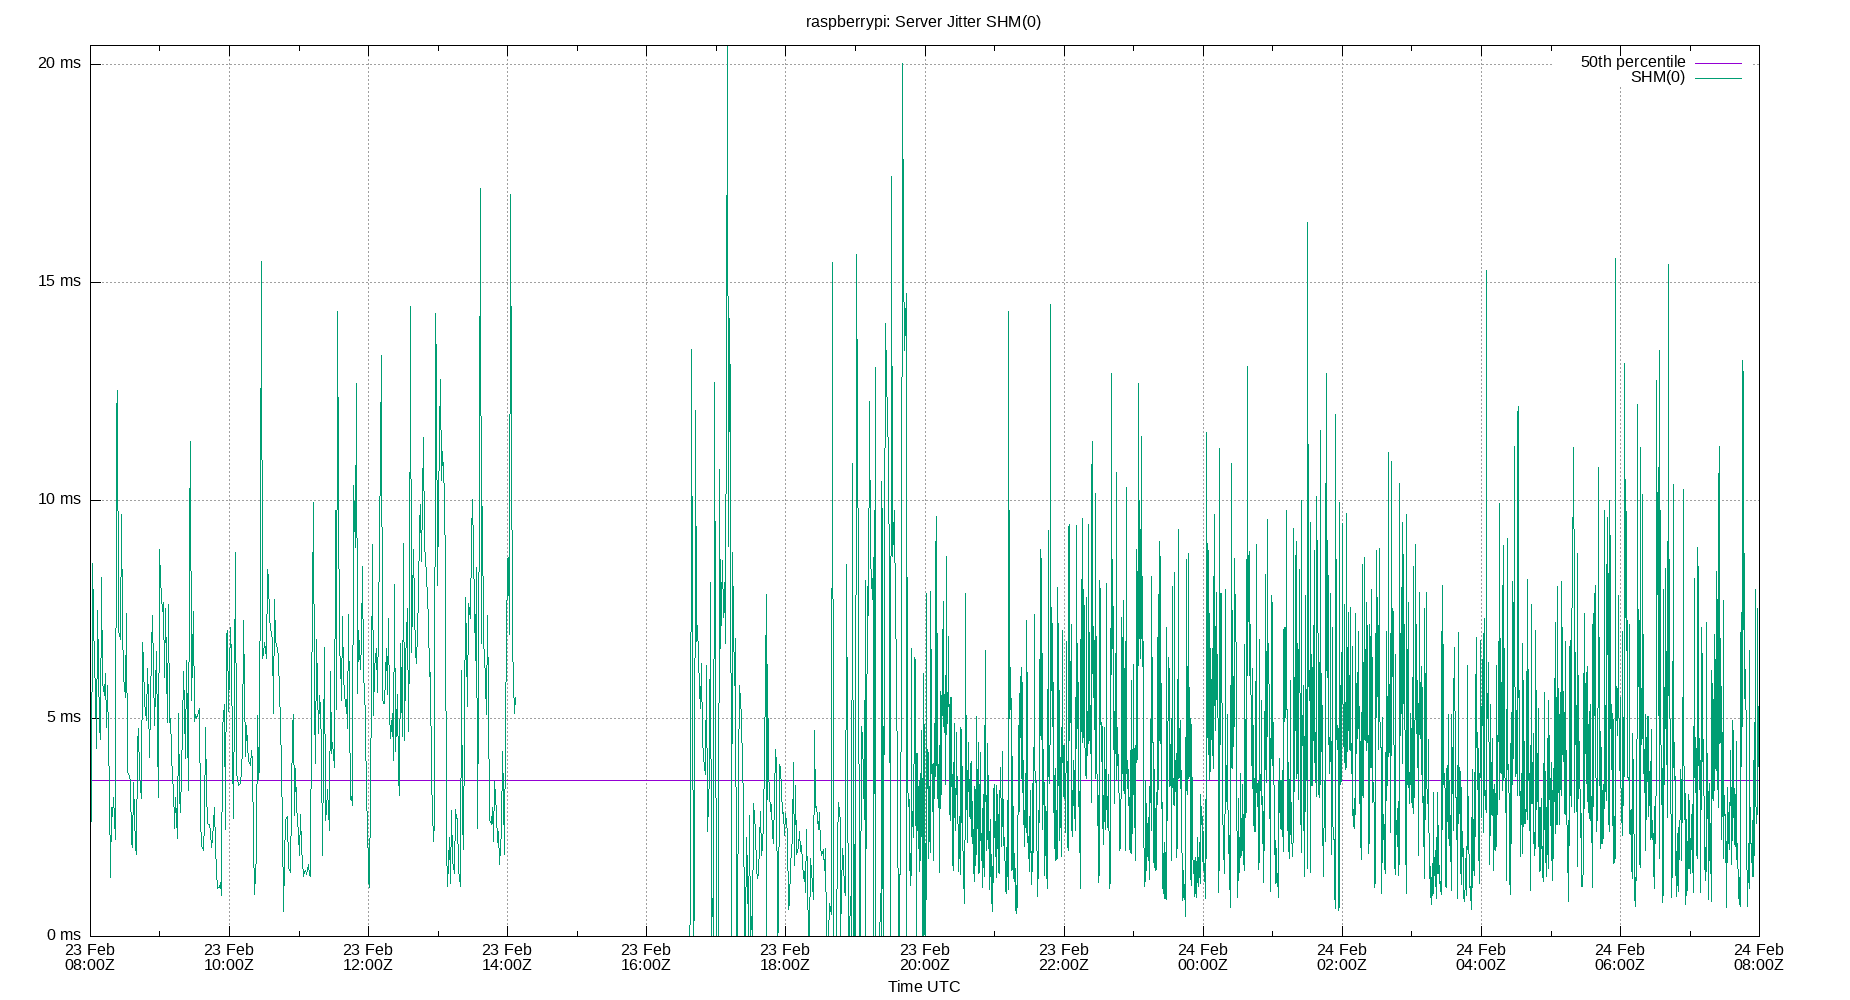 raspberrypi: Server Jitter SHM(0)
50th percentile
SHM(0)
20 ms
15 ms
10 ms
5 ms
0 ms
23 Feb 23 Feb 23 Feb 23 Feb 23 Feb 23 Feb 23 Feb 23 Feb 24 Feb 24 Feb 24 Feb 24 Feb 24 Feb
08:00Z 10:00Z 12:00Z 14:00Z 16:00Z 18:00Z 20:00Z 22:00Z 00:00Z 02:00Z 04:00Z 06:00Z 08:00Z
Time UTC